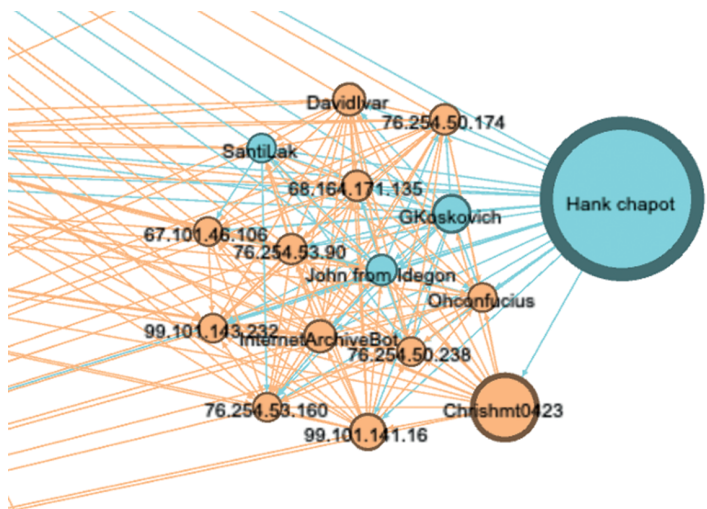 DavidIvar
76.254.50.174
SantiLak
68.164.171.135
Hank chapot
GKoskovich
67.101.46.106
76.254.53.90
John from Idegon
Ohconfucius
99.101.143.232
InternetArchiveBot
76.254.50.238
76.254.53.160
Chrishmt0423
99.101.141.16